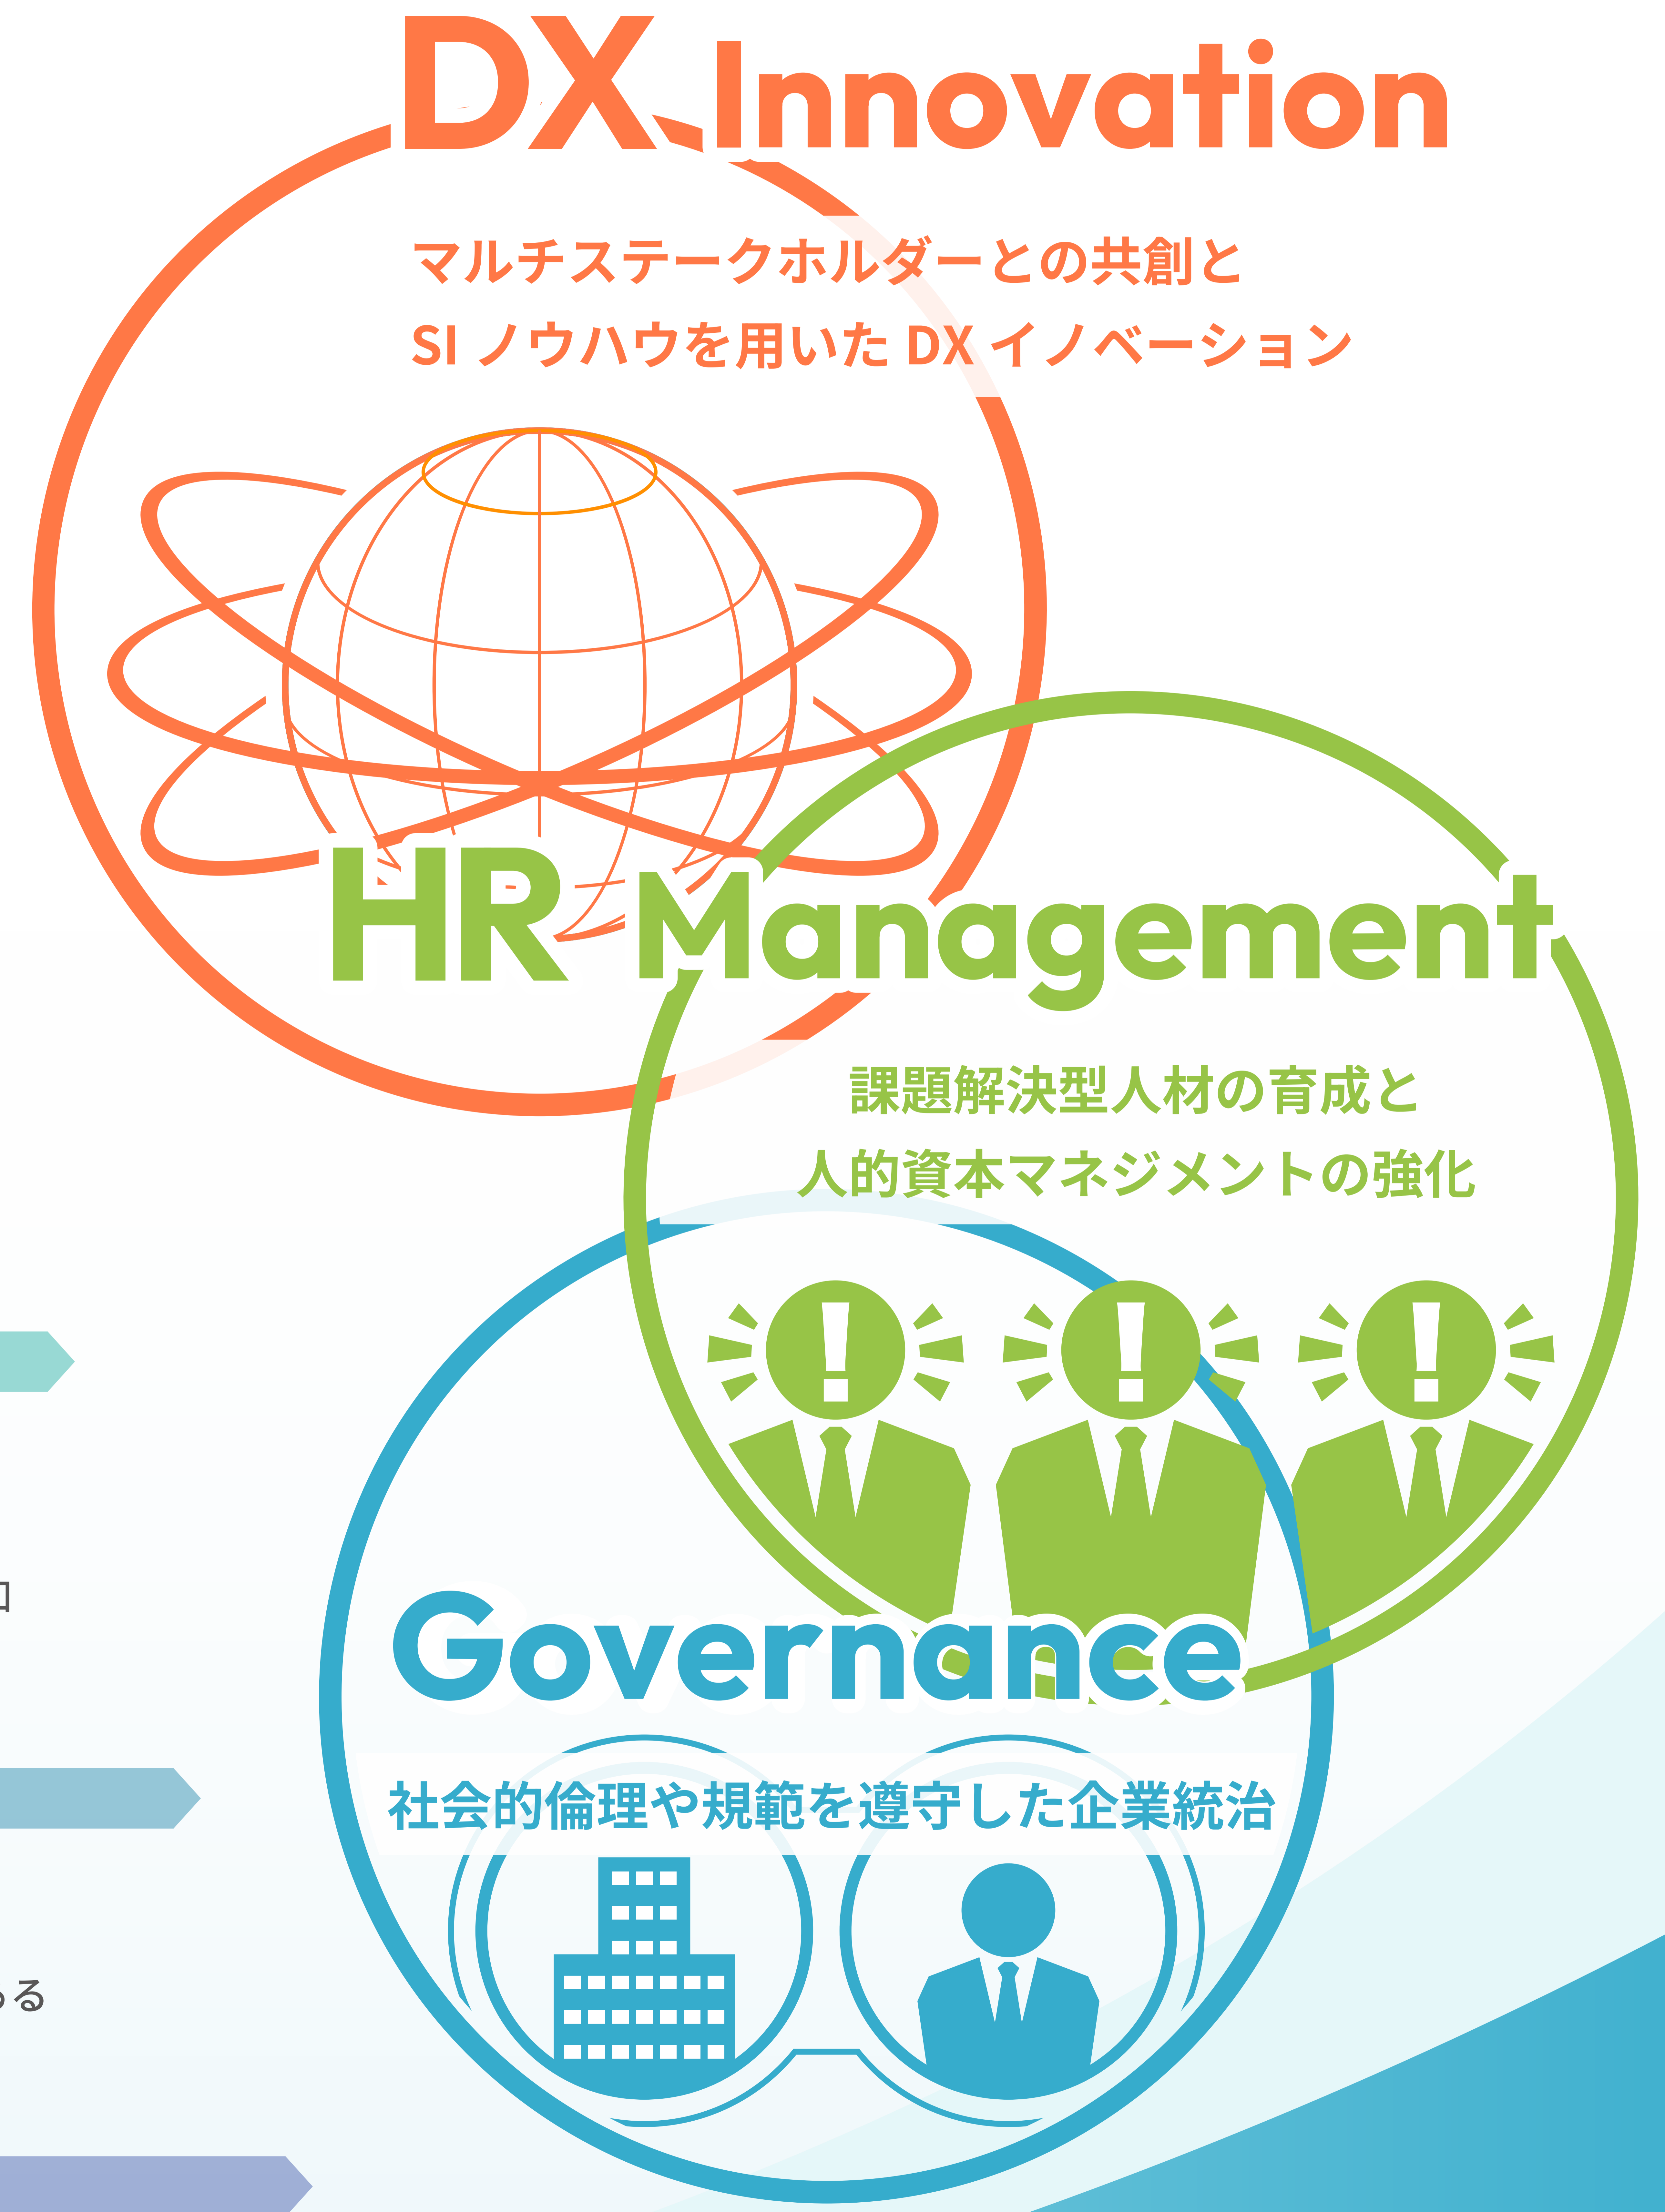 DX Innovation
マルチステークホルダーとの共創と
SI ノウハウを用いた DX イノベーション
HR Management
課題解決型人材の育成と
人的資本マネジメントの強化
Governance
社会的倫理や規範を遵守した企業統治
る